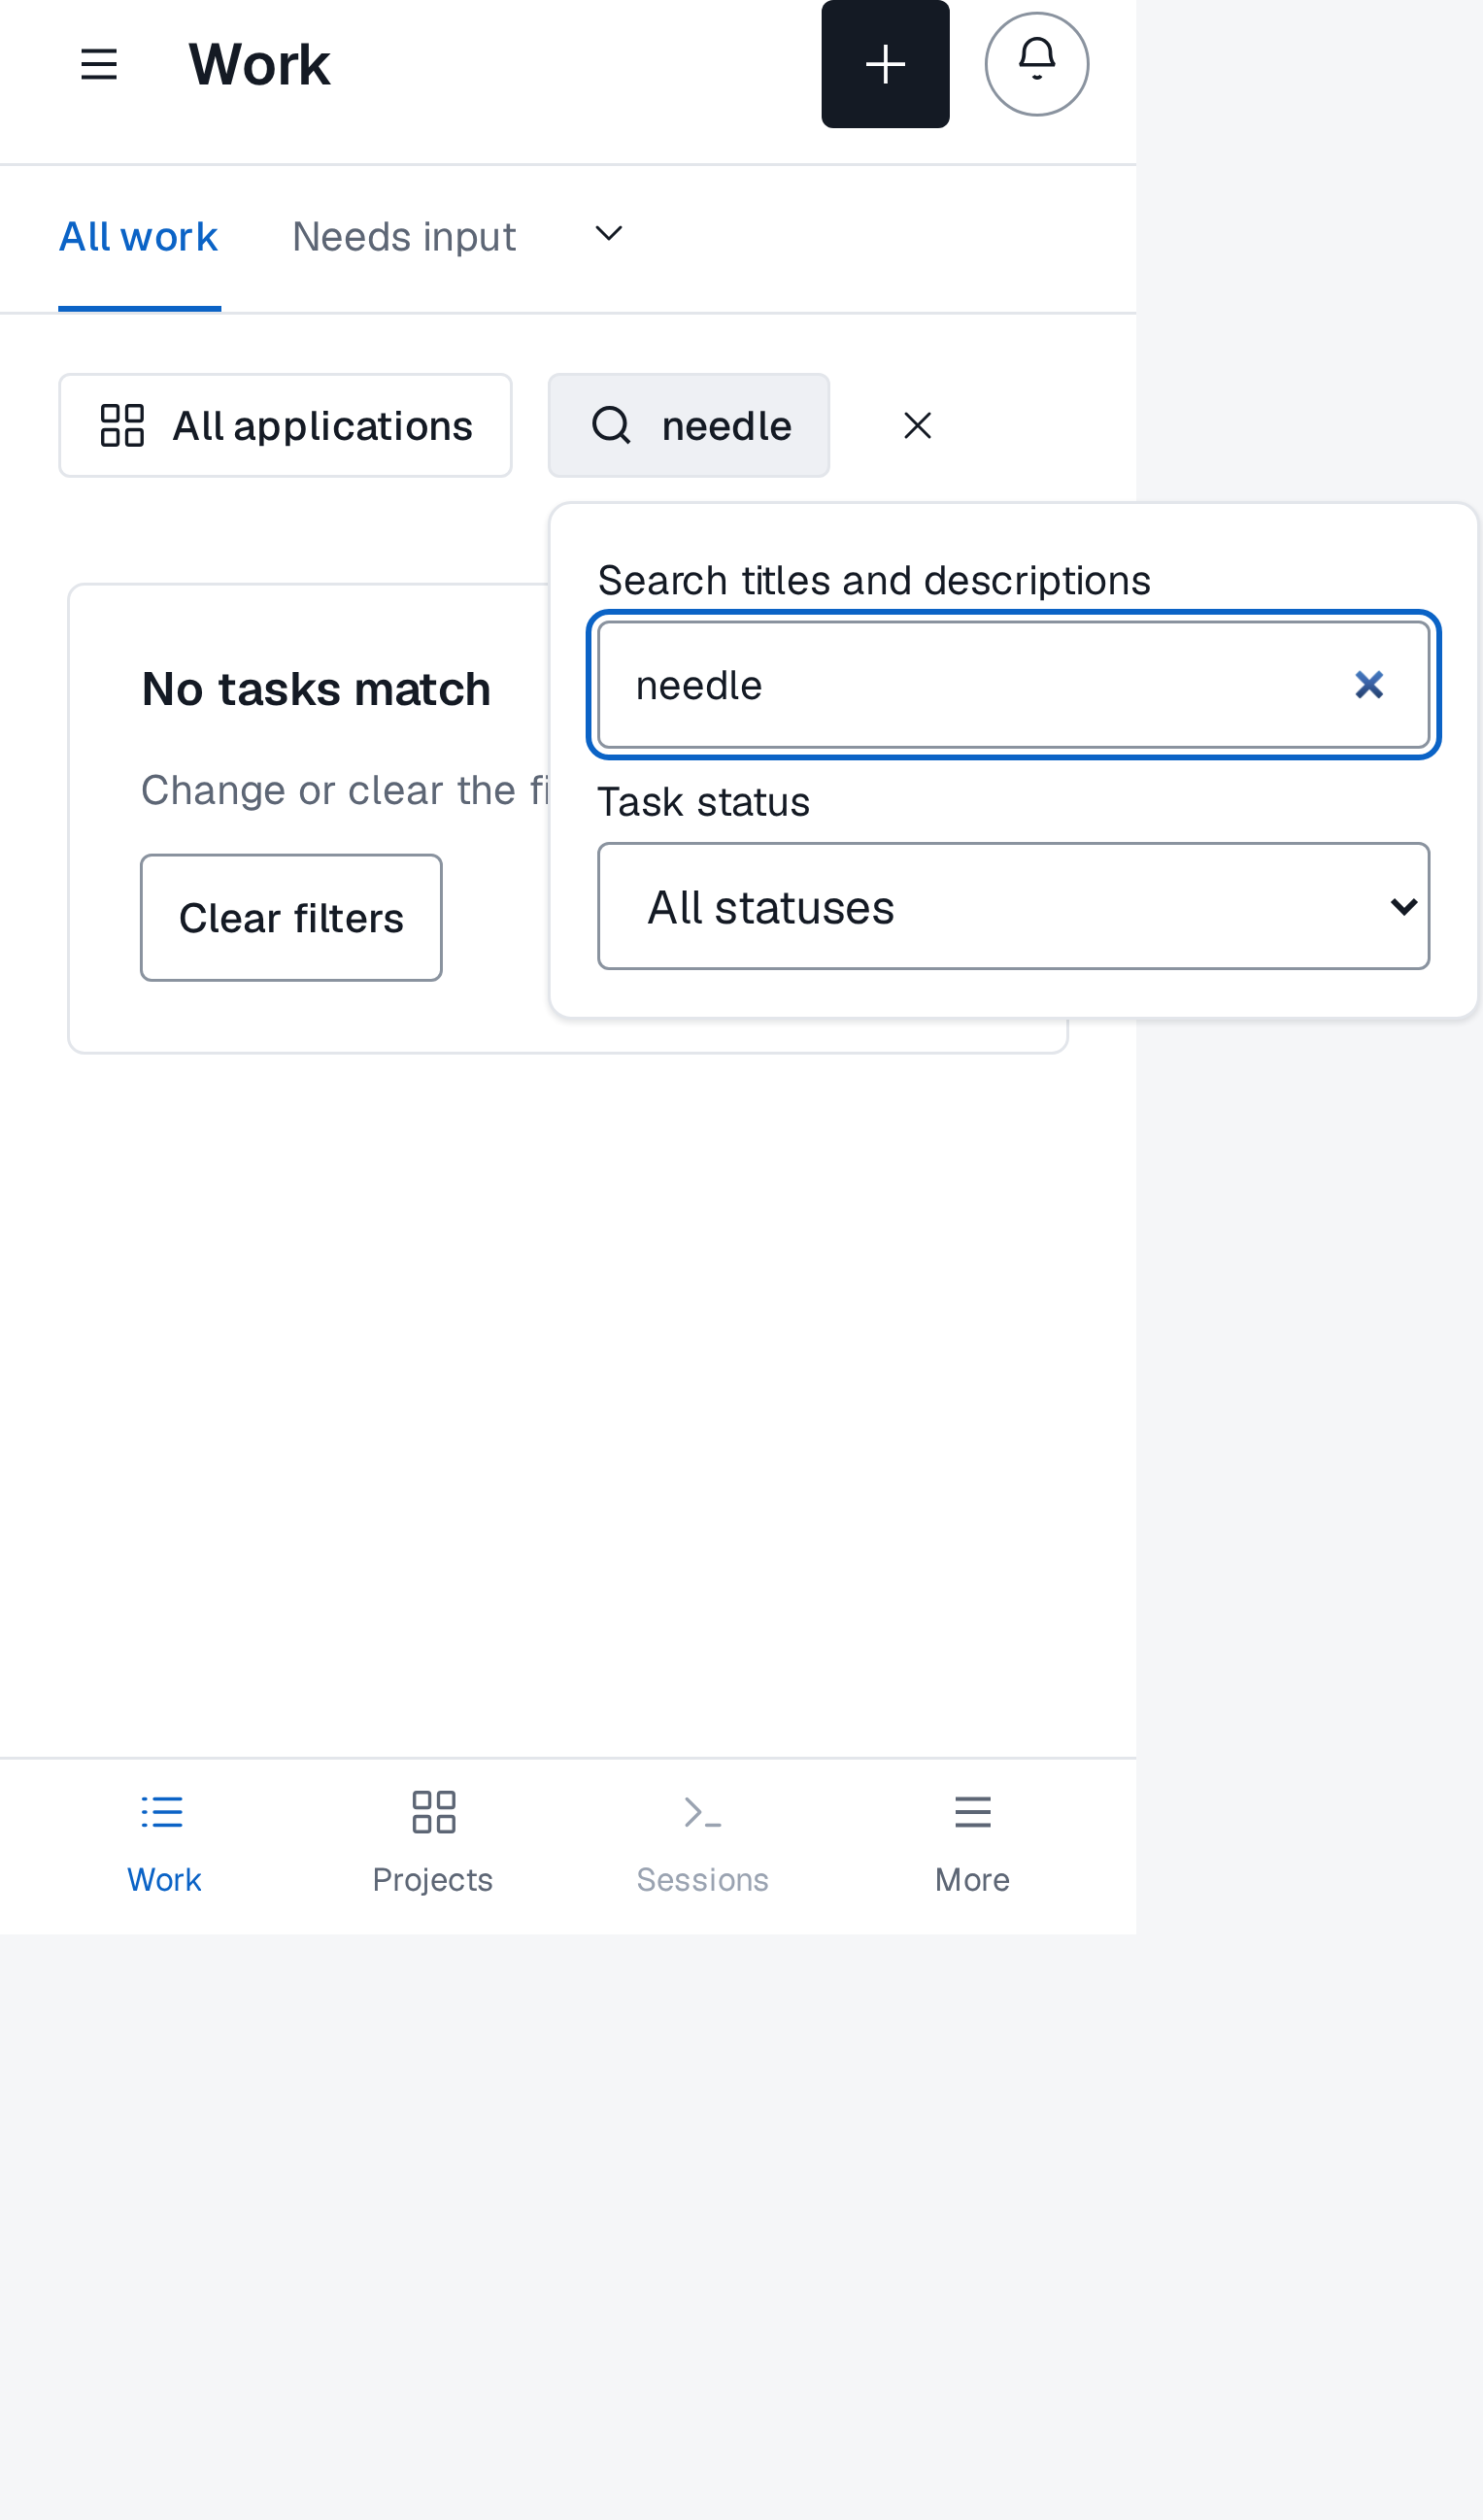 Work
All work
Needs input
All applications
needle
Search titles and descriptions
needle
Task status
All statuses
No tasks match
Change or clear the
Clear filters
Work
Projects
Sessions
More